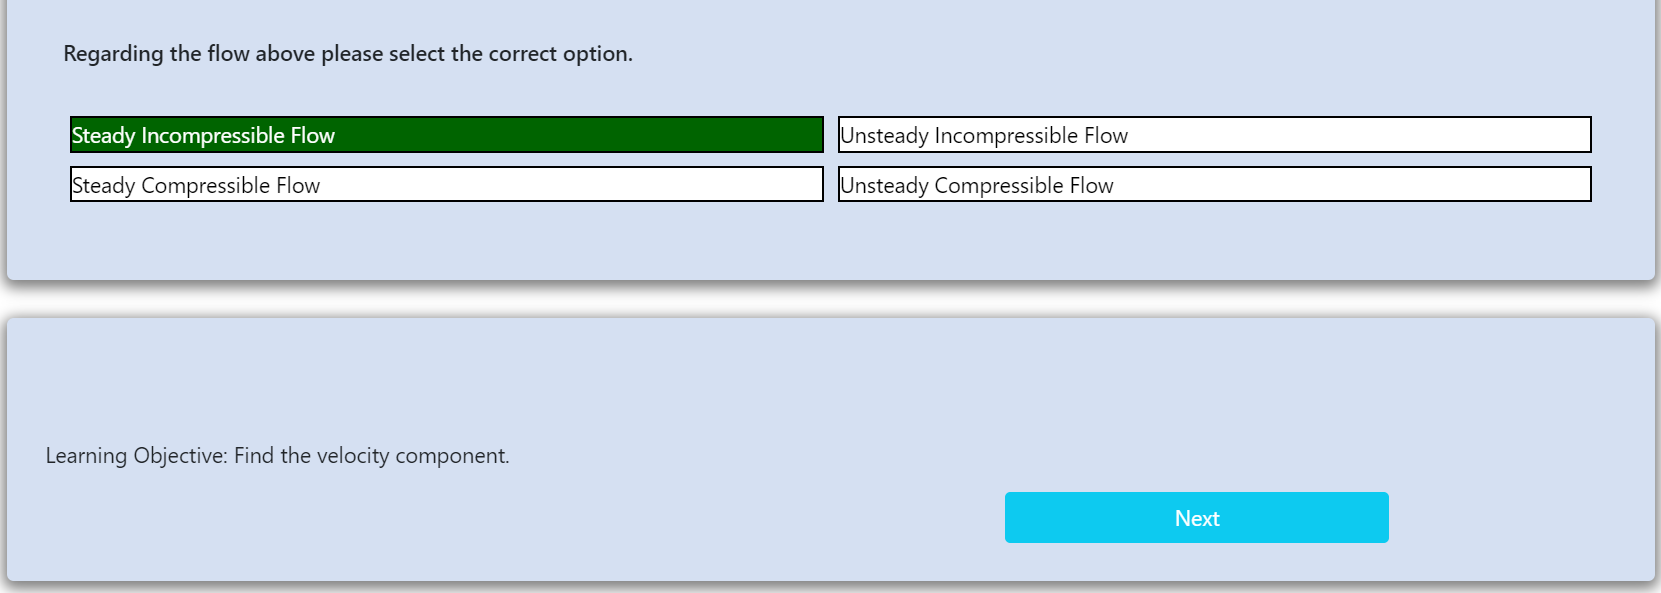 Regarding the flow above please select the correct option.
Steady Incompressible Flow
Unsteady Incompressible Flow
Steady Compressible Flow
Unsteady Compressible Flow
Learning Objective: Find the velocity component.
Next